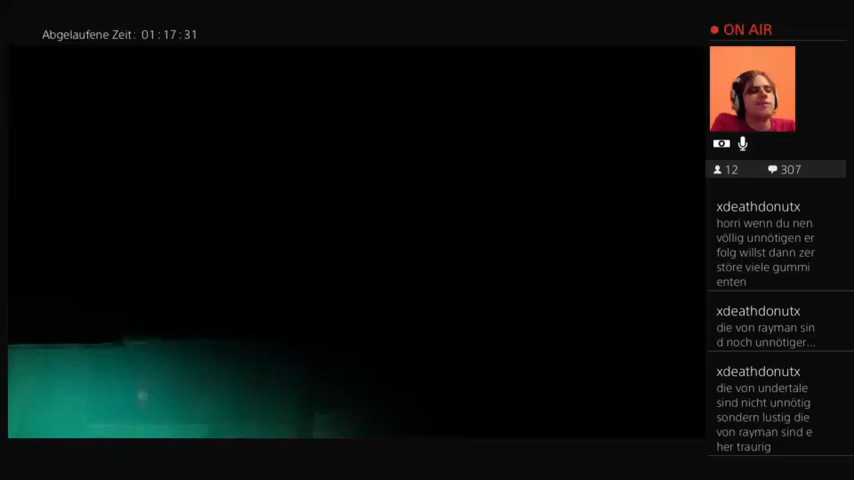 Abgelaufene Zeit: 01:17:31
ON AIR
12 307
xdeathdonutx
horri wenn du nen
völlig unnötigen er
folg willst dann zer
störe viele gummi
enten
xdeathdonutx
die von rayman sin
d noch unnötiger...
xdeathdonutx
die von undertale
sind nicht unnötig
sondern lustig die
von rayman sind e
her traurig